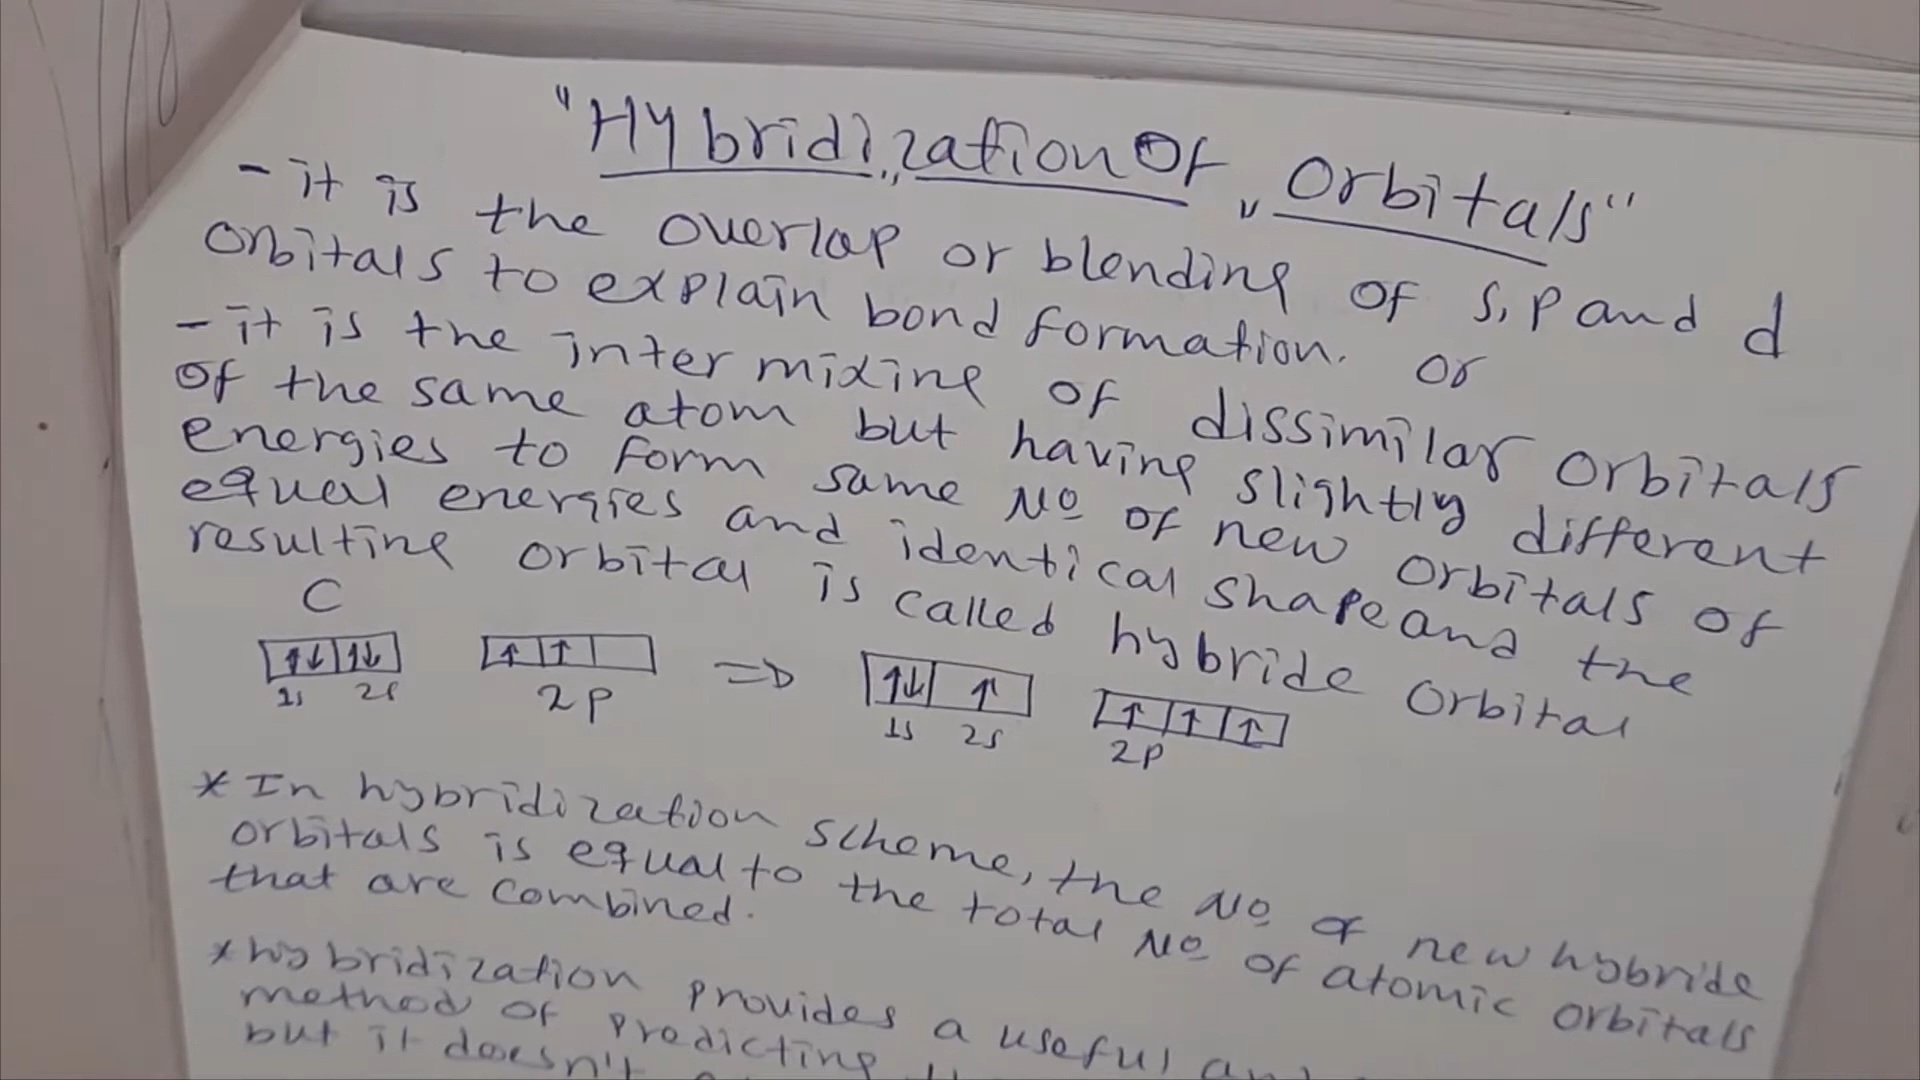 "Hybridization Of Orbitals"
- it is the overlap or blending of s, p and d
orbitals to explain bond formation. or
- it is the inter mixing of dissimilar orbitals
of the same atom but having slightly different
energies to form same No of new orbitals of
equal energies and identical shape and the
resulting orbital is called hybride orbital
C
↑↓ ↑↓ ↑ ↑ ⇒ ↑↓ ↑ ↑ ↑ ↑
1s 2s 2p 1s 2s 2p
* In hybridization scheme, the No of new hybride
orbitals is equal to the total No of atomic orbitals
that are combined.
* hybridization provides a useful
method of predicting
but it doesn't